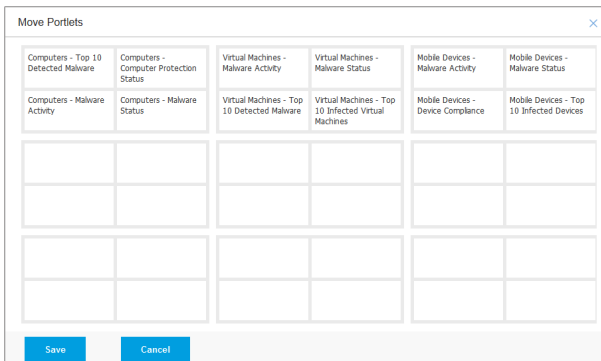 Move Portlets
×
Computers - Top 10
Detected Malware
Computers -
Computer Protection
Status
Computers - Malware
Activity
Computers - Malware
Status
Virtual Machines -
Malware Activity
Virtual Machines -
Malware Status
Virtual Machines - Top
10 Detected Malware
Virtual Machines - Top
10 Infected Virtual
Machines
Mobile Devices -
Malware Activity
Mobile Devices -
Malware Status
Mobile Devices -
Device Compliance
Mobile Devices - Top
10 Infected Devices
Save
Cancel